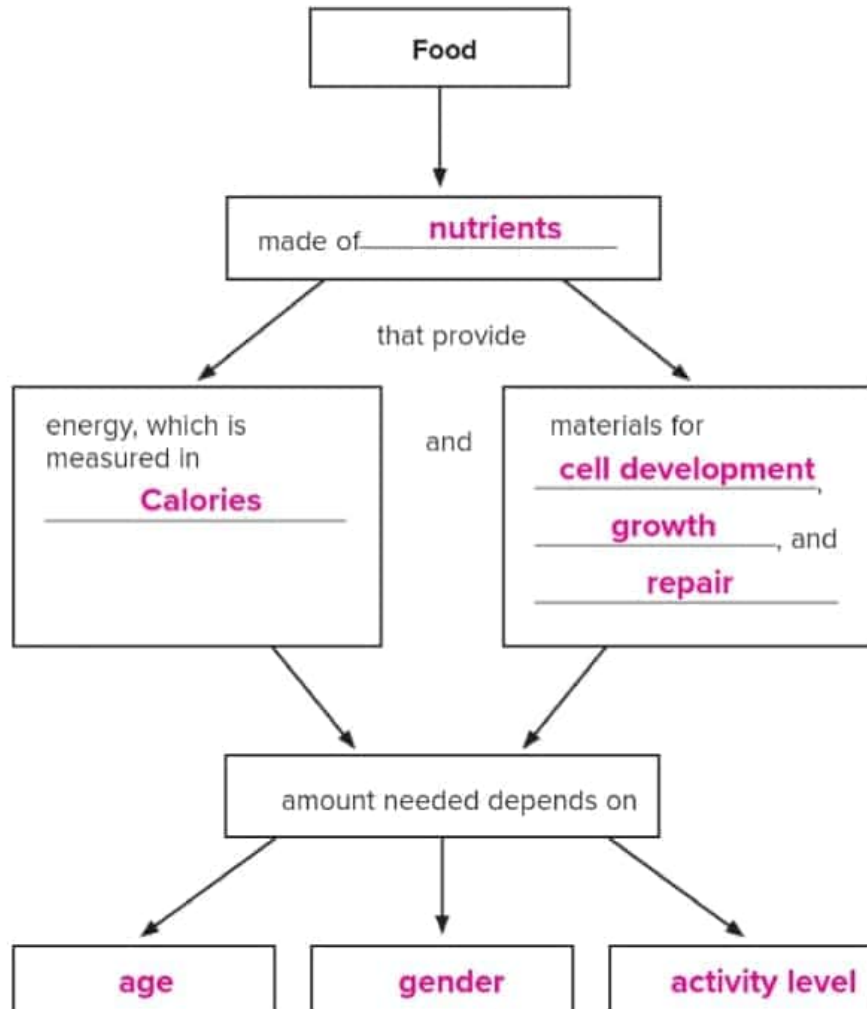 Food
made of nutrients
that provide
energy, which is
measured in
Calories
and
materials for
cell development,
growth, and
repair
amount needed depends on
age
gender
activity level